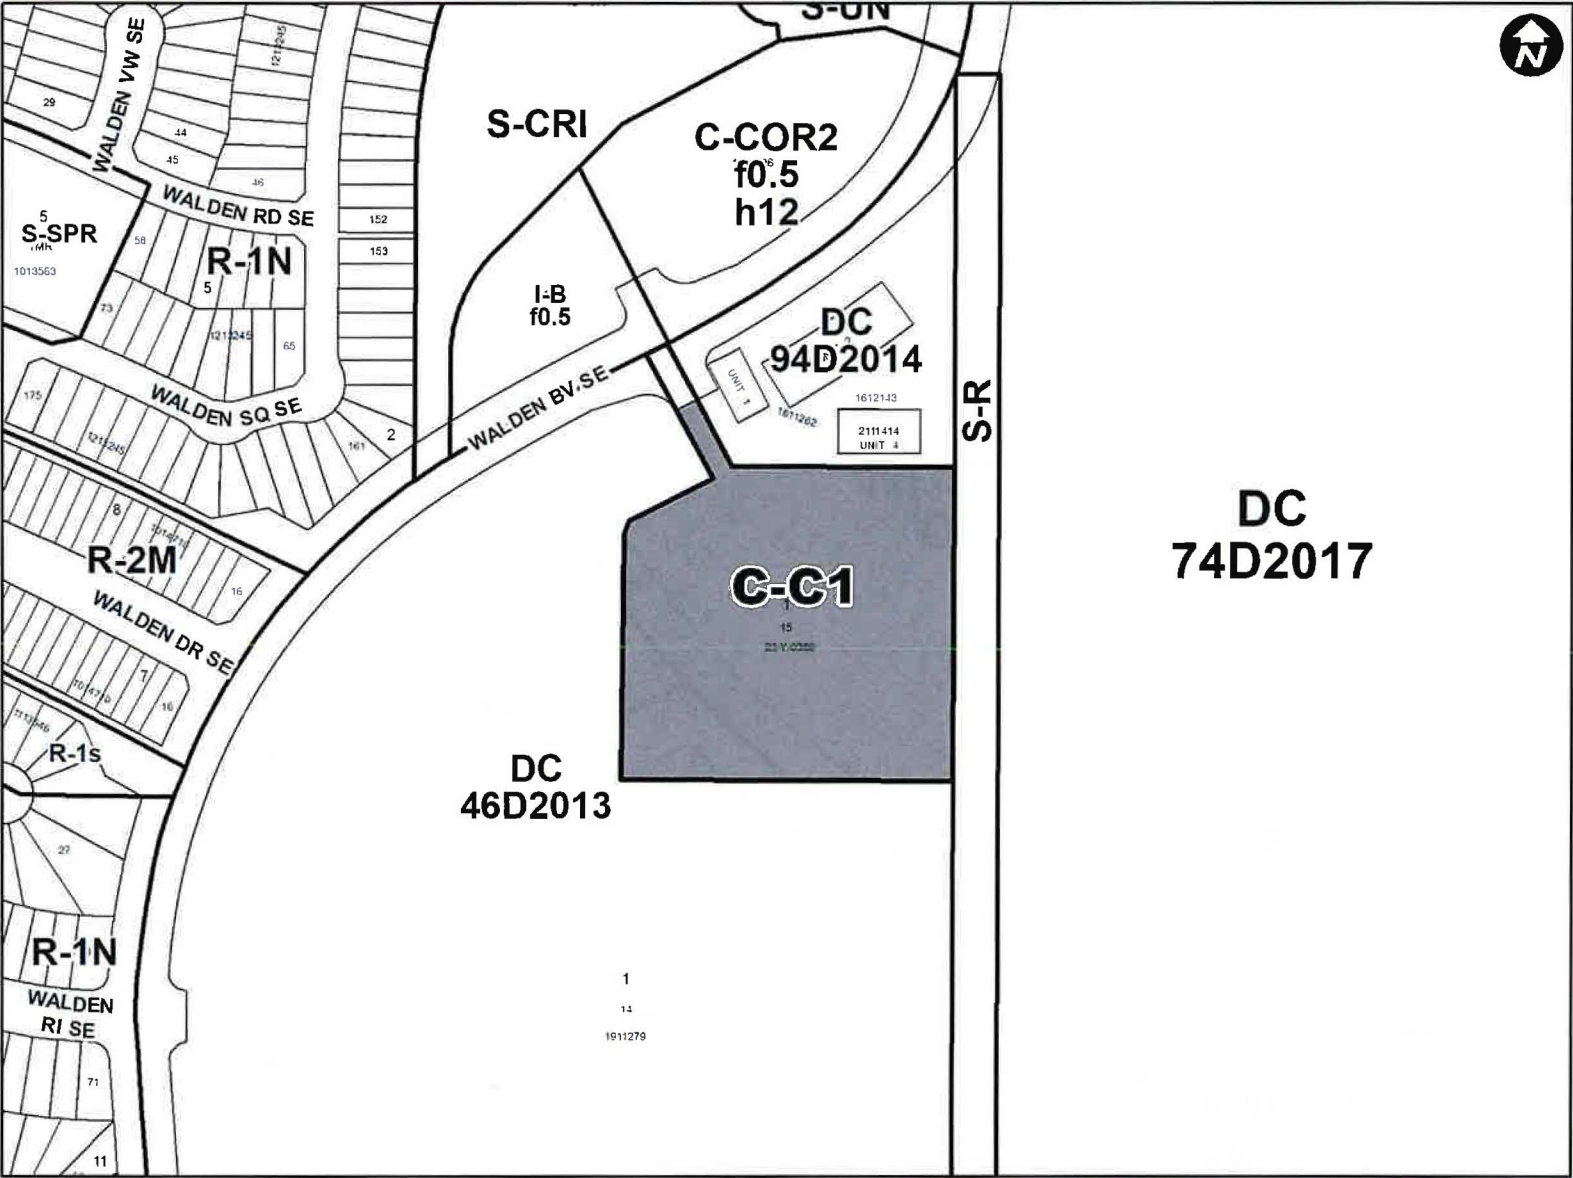 S-UN
N
WALDEN VW SE
1213245
29
44
45
46
S-CRI
C-COR2
f0.5
h12
WALDEN RD SE
152
153
5
S-SPR
1013563
58
R-1N
5
73
1213245
65
I-B
f0.5
DC
94D2014
UNIT 1
1611262
1612143
2111414
UNIT 4
S-R
175
WALDEN SQ SE
1213245
161
2
WALDEN BV SE
8
R-2M
16
WALDEN DR SE
7
16
C-C1
1
15
DC
74D2017
R-1s
27
DC
46D2013
R-1N
WALDEN
RI SE
71
11
1
14
1911279